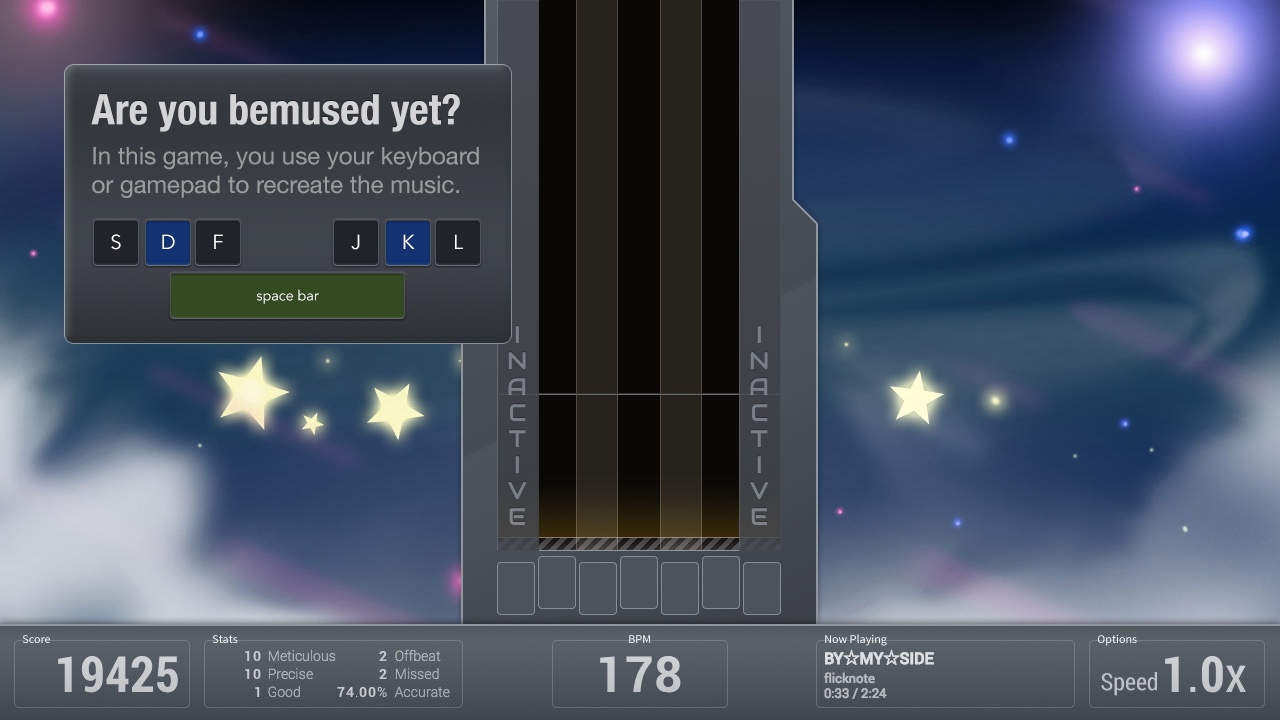 Are you bemused yet?
In this game, you use your keyboard
or gamepad to recreate the music.
S D F J K L
space bar
INACTIVE
INACTIVE
Score
19425
Stats
10 Meticulous 2 Offbeat
10 Precise 2 Missed
1 Good 74.00% Accurate
BPM
178
Now Playing
BY☆MY☆SIDE
flicknote
0:33 / 2:24
Options
Speed 1.0x